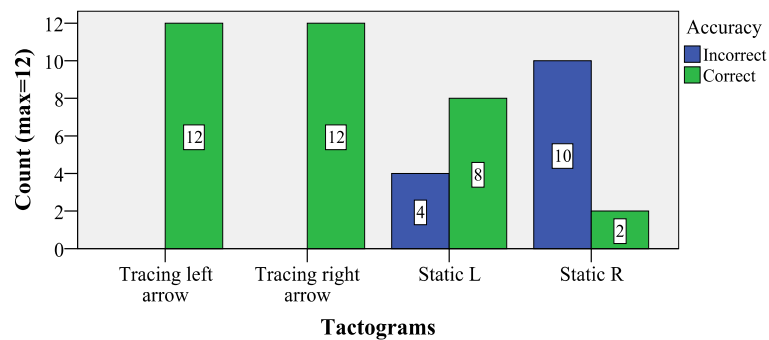 Count (max=12)
12
10
8
6
4
2
0
12
12
4
8
10
2
Tracing left
arrow
Tracing right
arrow
Static L
Static R
Tactograms
Accuracy
Incorrect
Correct